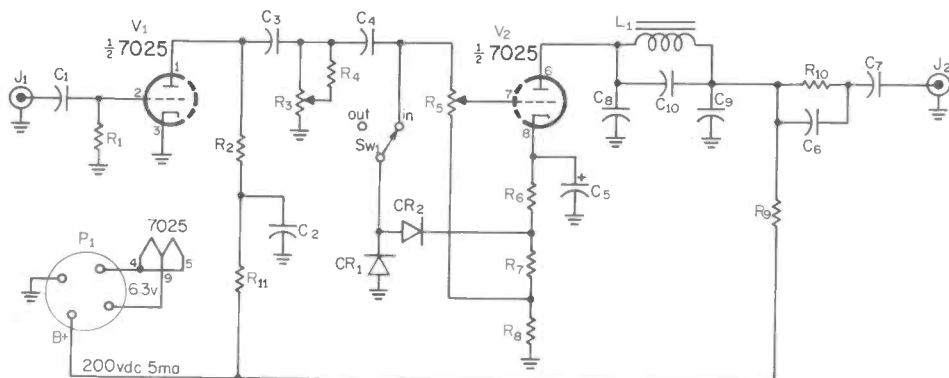 V1
½ 7025
C3
C4
V2
½ 7025
L1
J1
C1
1
2
3
R1
R2
R3
R4
out
in
Sw1
R5
6
7
8
C8
C10
C9
R10
C7
J2
C6
R6
+
C5
R9
C2
CR2
CR1
R7
R8
R11
P1
7025
4
5
9
6.3v
B+
200vdc 5ma